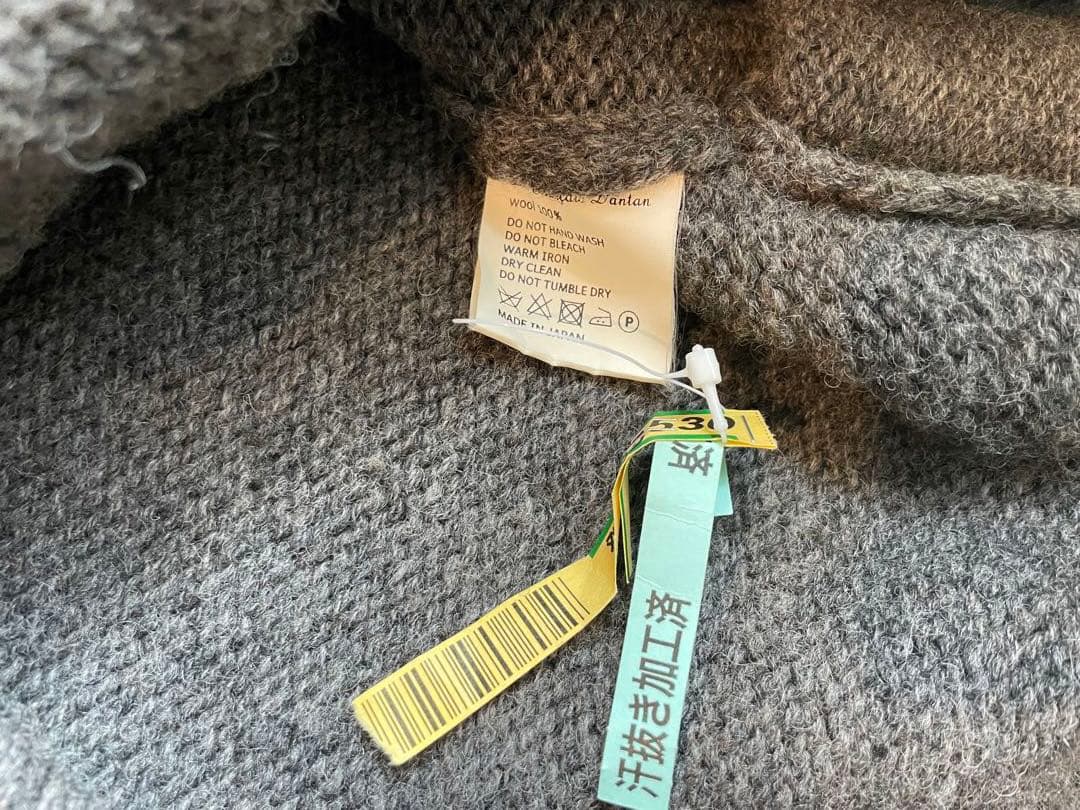 d'antan
WOOL 100%
DO NOT HAND WASH
DO NOT BLEACH
WARM IRON
DRY CLEAN
DO NOT TUMBLE DRY
P
MADE IN JAPAN
530
汗抜き加工済